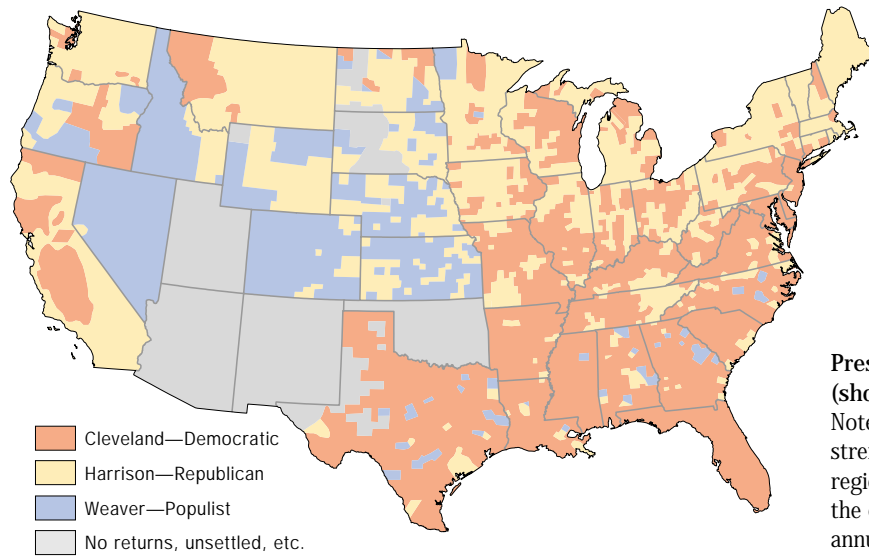 Cleveland—Democratic
Harrison—Republican
Weaver—Populist
No returns, unsettled, etc.
Pres
(sho
Note
stre
regi
the
annu